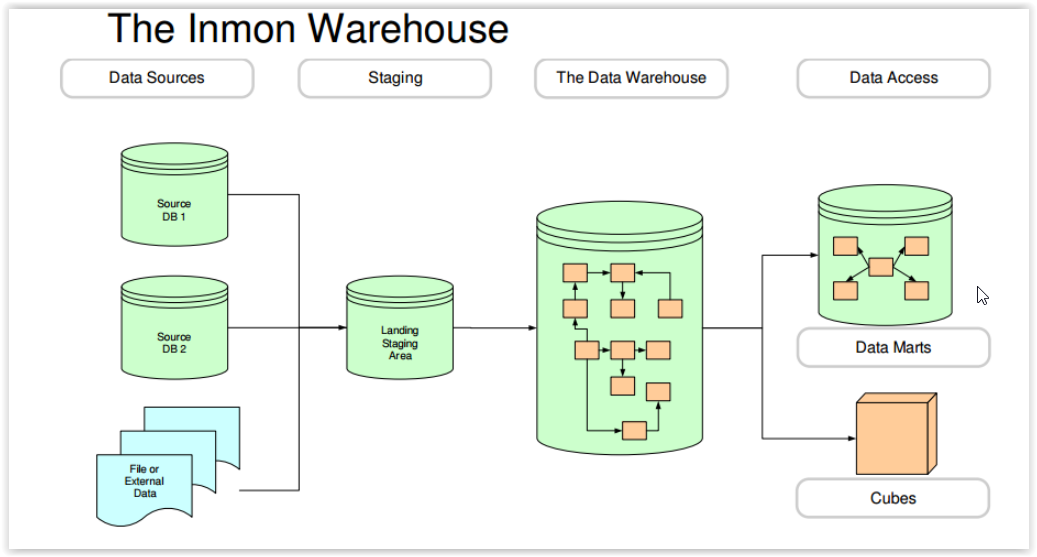 The Inmon Warehouse
Data Sources
Staging
The Data Warehouse
Data Access
Source
DB 1
Source
DB 2
File or
External
Data
Landing
Staging
Area
Data Marts
Cubes